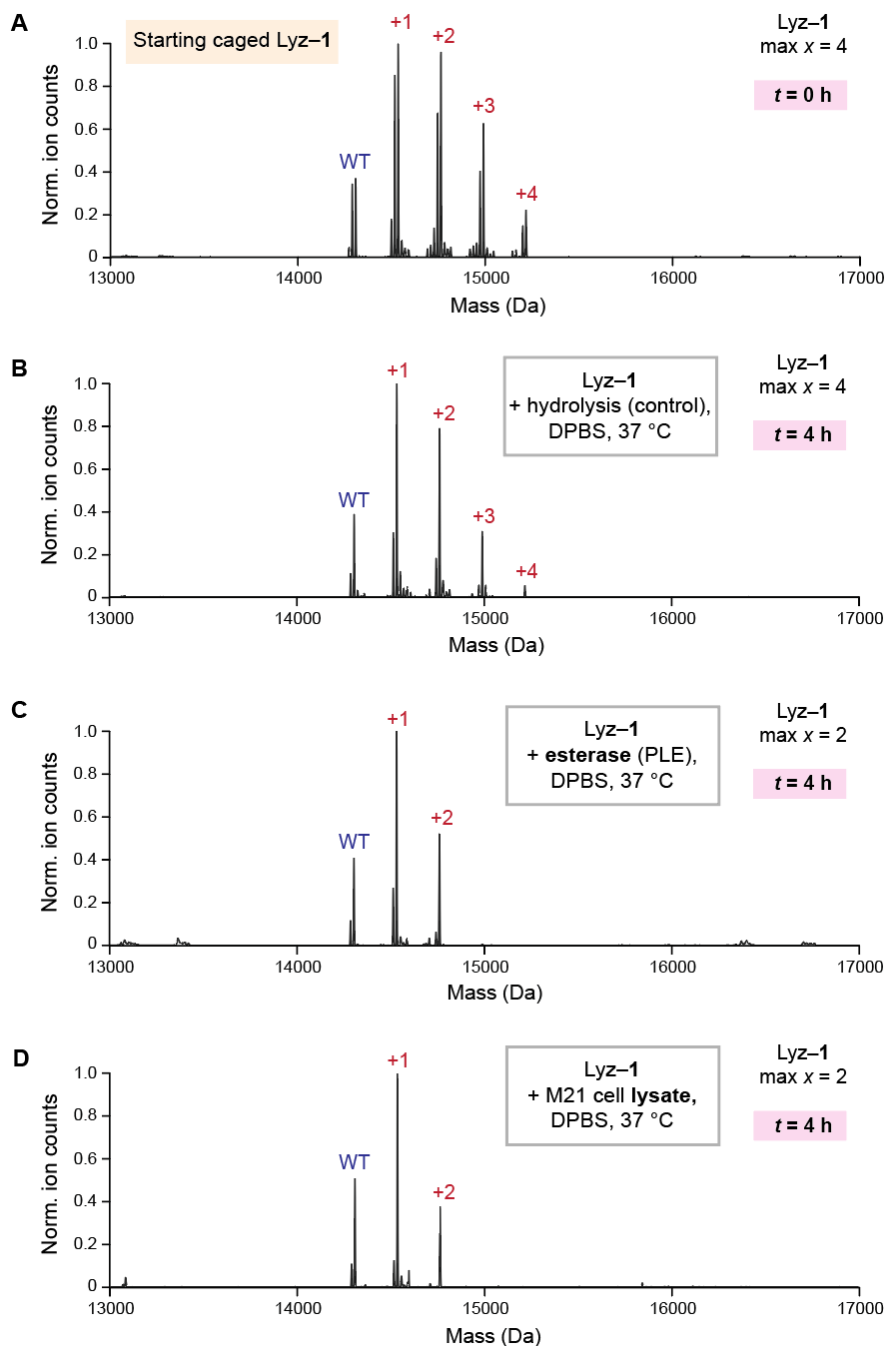 A
Starting caged Lyz–1
Lyz–1
max x = 4
t = 0 h
Norm. ion counts
1.0
0.8
0.6
0.4
0.2
0
WT
+1
+2
+3
+4
13000
14000
15000
16000
17000
Mass (Da)
B
Lyz–1
+ hydrolysis (control),
DPBS, 37 °C
Lyz–1
max x = 4
t = 4 h
Norm. ion counts
1.0
0.8
0.6
0.4
0.2
0
WT
+1
+2
+3
+4
13000
14000
15000
16000
17000
Mass (Da)
C
Lyz–1
+ esterase (PLE),
DPBS, 37 °C
Lyz–1
max x = 2
t = 4 h
Norm. ion counts
1.0
0.8
0.6
0.4
0.2
0
WT
+1
+2
13000
14000
15000
16000
17000
Mass (Da)
D
Lyz–1
+ M21 cell lysate,
DPBS, 37 °C
Lyz–1
max x = 2
t = 4 h
Norm. ion counts
1.0
0.8
0.6
0.4
0.2
0
WT
+1
+2
13000
14000
15000
16000
17000
Mass (Da)